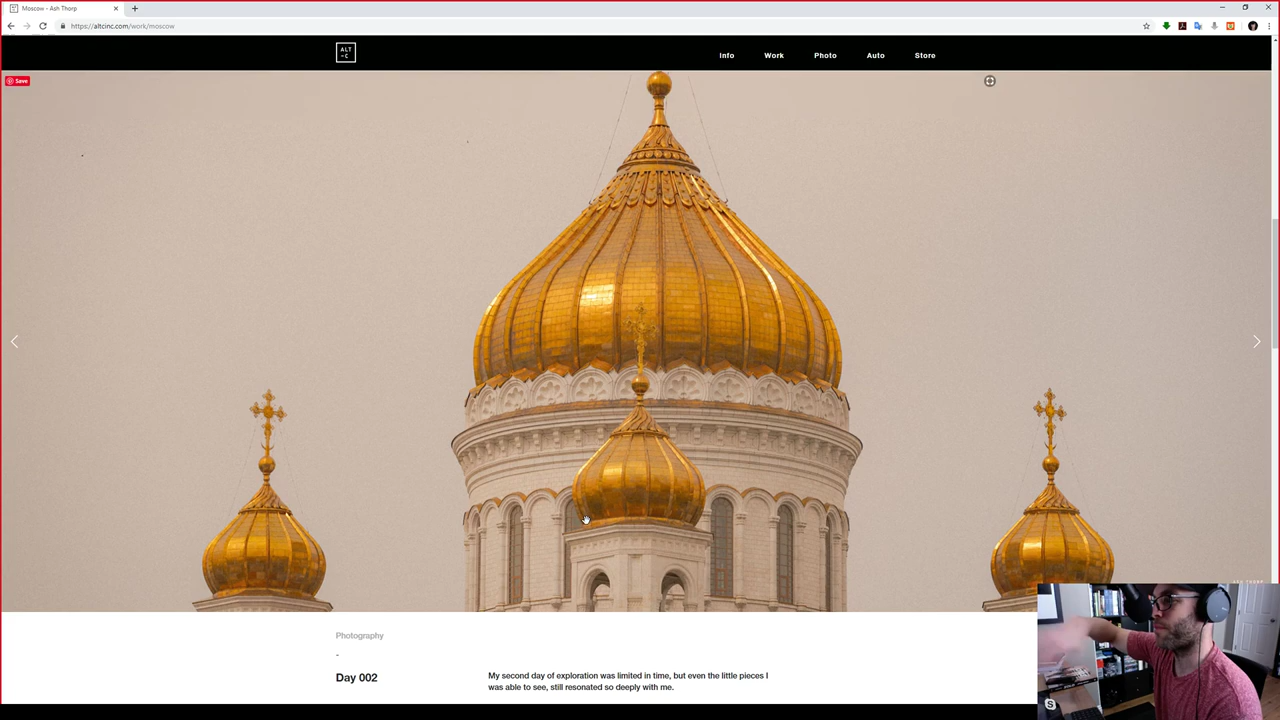 Moscow - Ash Thorp
https://altcinc.com/work/moscow
ALT
-C
Info
Work
Photo
Auto
Store
Save
ASH THORP
Photography
-
Day 002
My second day of exploration was limited in time, but even the little pieces I
was able to see, still resonated so deeply with me.